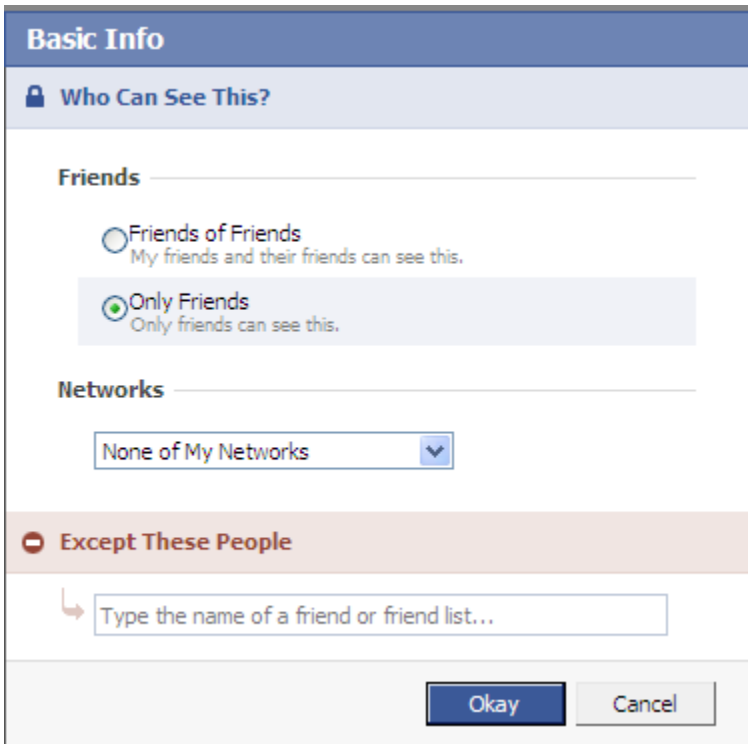 Basic Info
Who Can See This?
Friends
Friends of Friends
My friends and their friends can see this.
Only Friends
Only friends can see this.
Networks
None of My Networks
Except These People
Type the name of a friend or friend list...
Okay Cancel